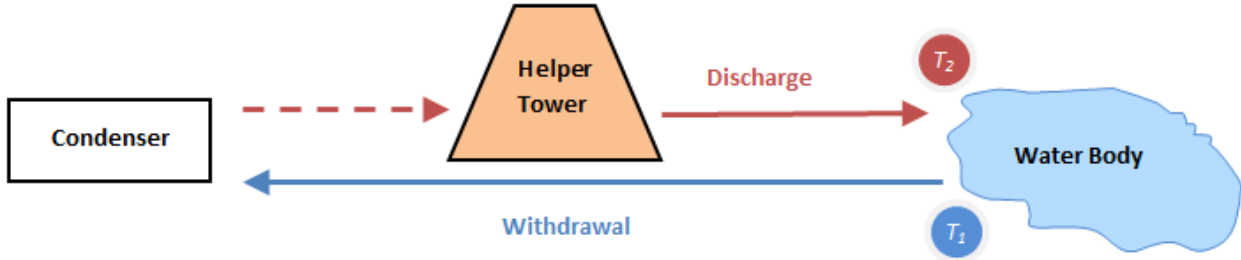 Condenser
Helper
Tower
Discharge
T2
Water Body
Withdrawal
T1